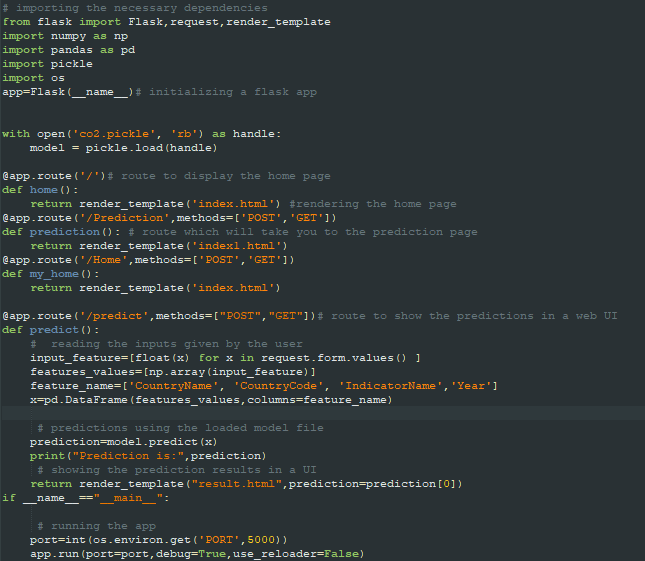 # importing the necessary dependencies
from flask import Flask,request,render_template
import numpy as np
import pandas as pd
import pickle
import os
app=Flask(__name__)# initializing a flask app
with open('co2.pickle', 'rb') as handle:
    model = pickle.load(handle)
@app.route('/')# route to display the home page
def home():
    return render_template('index.html') #rendering the home page
@app.route('/Prediction',methods=['POST','GET'])
def prediction(): # route which will take you to the prediction page
    return render_template('index1.html')
@app.route('/Home',methods=['POST','GET'])
def my_home():
    return render_template('index.html')
@app.route('/predict',methods=["POST","GET"])# route to show the predictions in a web UI
def predict():
    #  reading the inputs given by the user
    input_feature=[float(x) for x in request.form.values() ]
    features_values=[np.array(input_feature)]
    feature_name=['CountryName', 'CountryCode', 'IndicatorName','Year']
    x=pd.DataFrame(features_values,columns=feature_name)
     # predictions using the loaded model file
    prediction=model.predict(x)
    print("Prediction is:",prediction)
     # showing the prediction results in a UI
    return render_template("result.html",prediction=prediction[0])
if __name__=="__main__":
     # running the app
    port=int(os.environ.get('PORT',5000))
    app.run(port=port,debug=True,use_reloader=False)